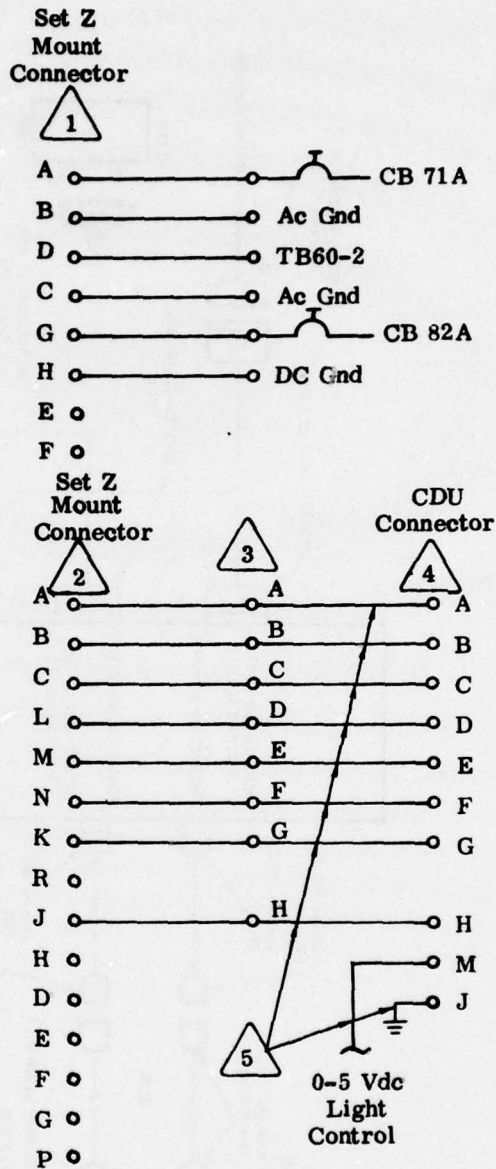 Set Z
Mount
Connector
1
A CB 71A
B Ac Gnd
D TB60-2
C Ac Gnd
G CB 82A
H DC Gnd
E
F
Set Z
Mount
Connector
2
3
CDU
Connector
4
A A A
B B B
C C C
L D D
M E E
N F F
K G G
R
J H H
H M
D J
E
5
F
0-5 Vdc
Light
Control
G
P